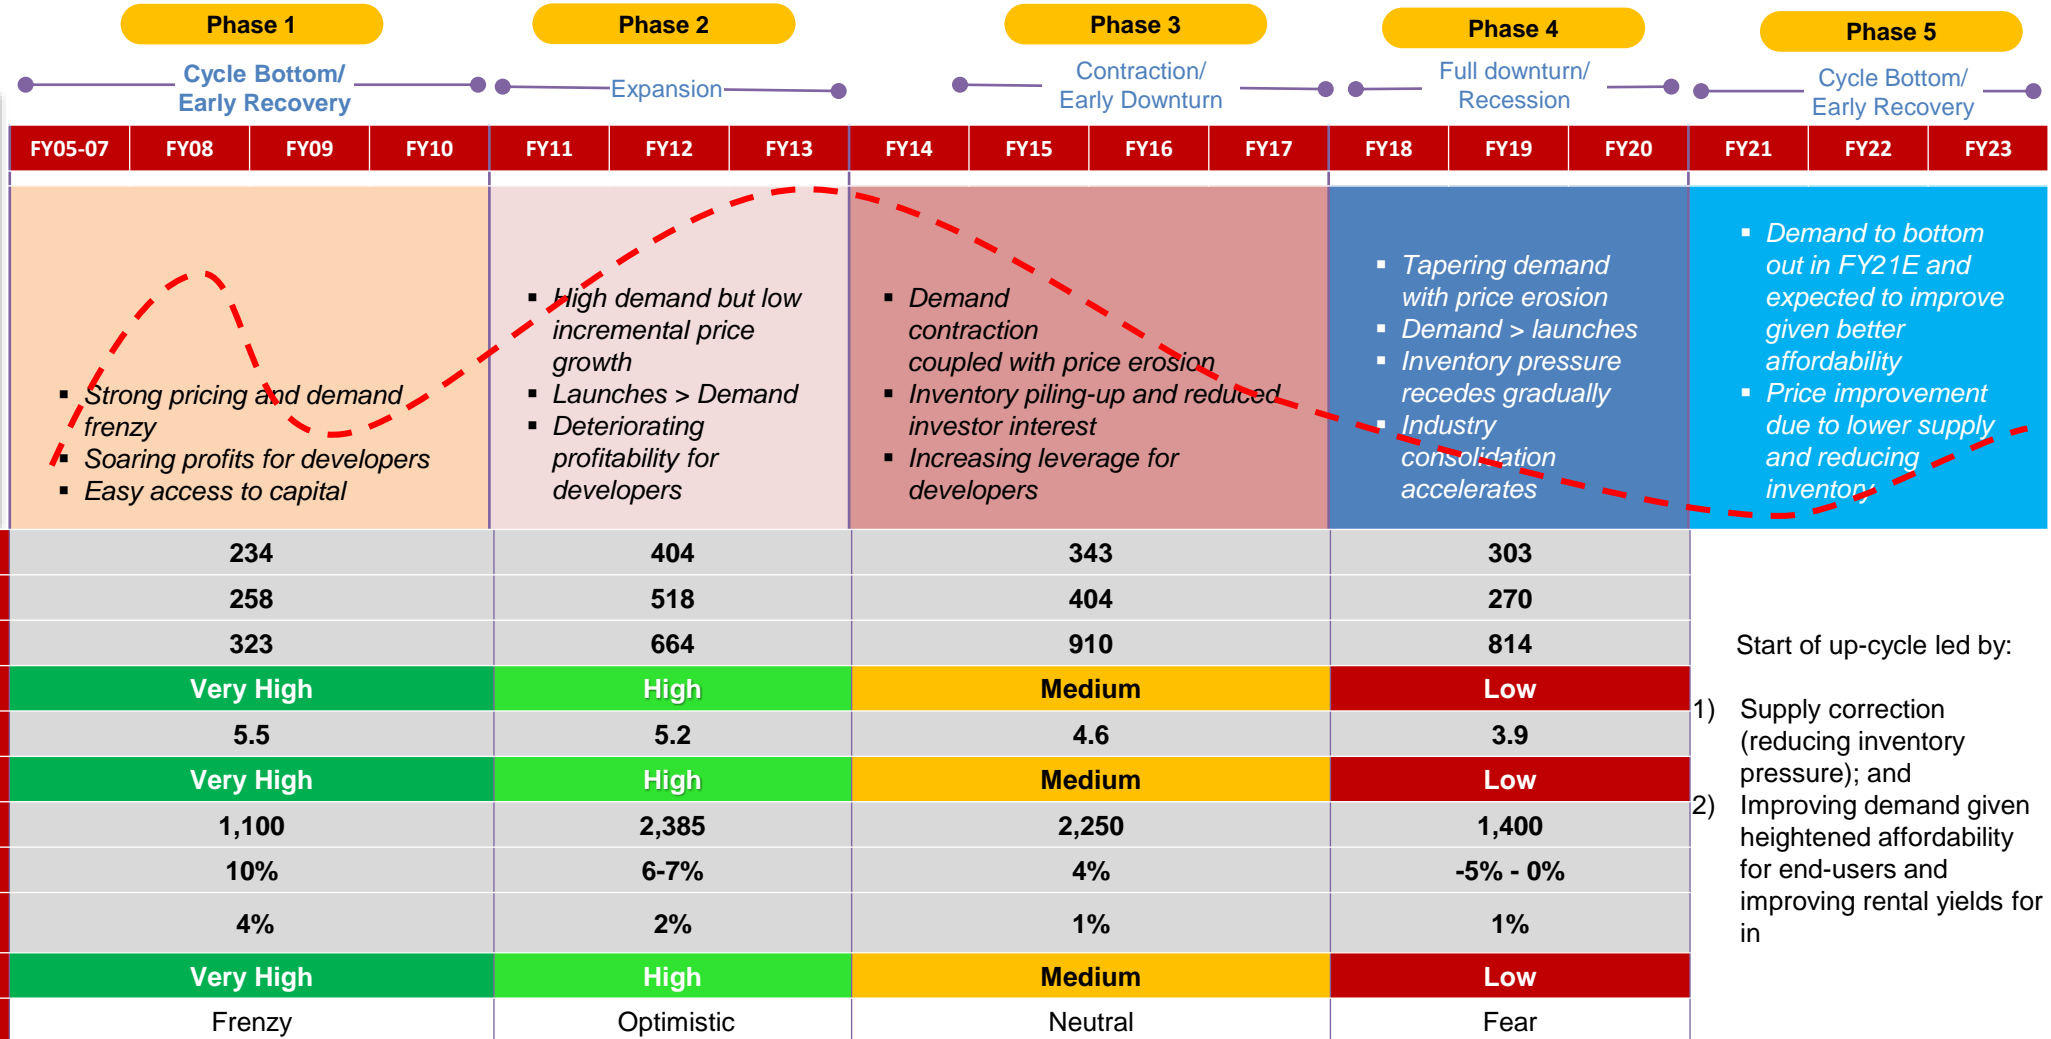 Phase 1
Phase 2
Phase 3
Phase 4
Phase 5
Cycle Bottom/
Early Recovery
Expansion
Contraction/
Early Downturn
Full downturn/
Recession
Cycle Bottom/
Early Recovery
FY05-07 FY08 FY09 FY10 FY11 FY12 FY13 FY14 FY15 FY16 FY17 FY18 FY19 FY20 FY21 FY22 FY23
▪ Strong pricing and demand
frenzy
▪ Soaring profits for developers
▪ Easy access to capital
▪ High demand but low
incremental price
growth
▪ Launches > Demand
▪ Deteriorating
profitability for
developers
▪ Demand
contraction
coupled with price erosion
▪ Inventory piling-up and reduced
investor interest
▪ Increasing leverage for
developers
▪ Tapering demand
with price erosion
▪ Demand > launches
▪ Inventory pressure
recedes gradually
▪ Industry
consolidation
accelerates
▪ Demand to bottom
out in FY21E and
expected to improve
given better
affordability
▪ Price improvement
due to lower supply
and reducing
inventory
234 404 343 303
258 518 404 270
323 664 910 814
Very High High Medium Low
5.5 5.2 4.6 3.9
Very High High Medium Low
1,100 2,385 2,250 1,400
10% 6-7% 4% -5% - 0%
4% 2% 1% 1%
Very High High Medium Low
Frenzy Optimistic Neutral Fear
Start of up-cycle led by:
1) Supply correction
(reducing inventory
pressure); and
2) Improving demand given
heightened affordability
for end-users and
improving rental yields for
in